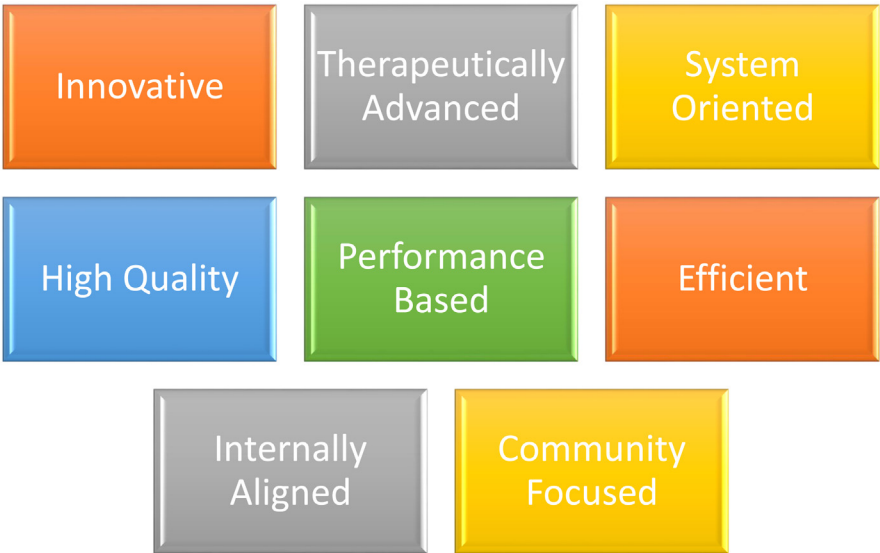 Innovative
Therapeutically
Advanced
System
Oriented
High Quality
Performance
Based
Efficient
Internally
Aligned
Community
Focused